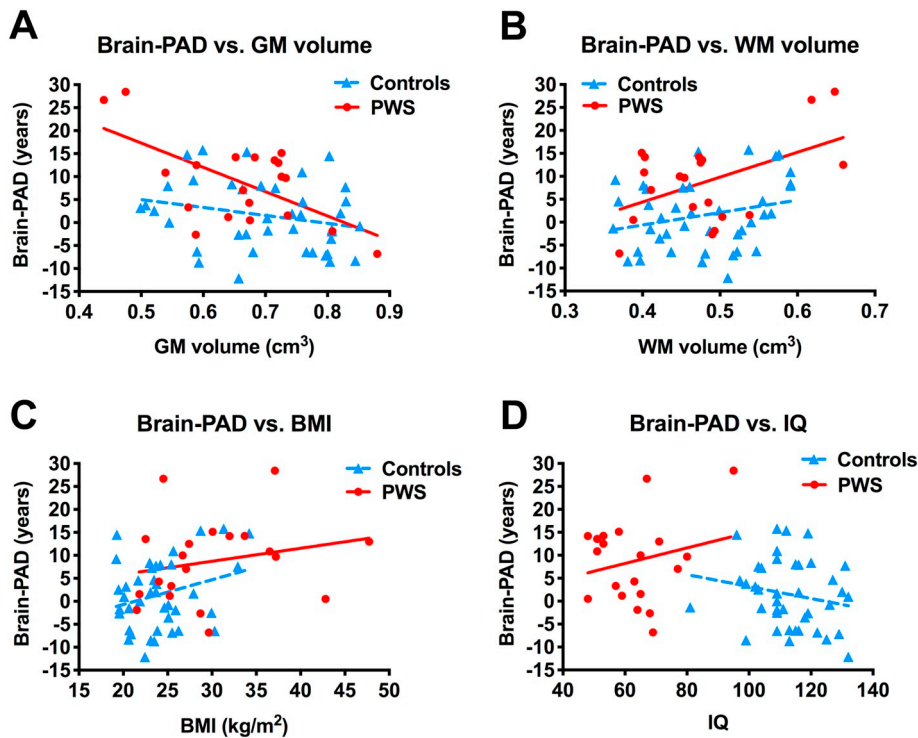 A
Brain-PAD vs. GM volume
Controls
PWS
Brain-PAD (years)
30
25
20
15
10
5
0
-5
-10
-15
0.4 0.5 0.6 0.7 0.8 0.9
GM volume (cm³)
B
Brain-PAD vs. WM volume
Controls
PWS
Brain-PAD (years)
30
25
20
15
10
5
0
-5
-10
-15
0.3 0.4 0.5 0.6 0.7
WM volume (cm³)
C
Brain-PAD vs. BMI
Controls
PWS
Brain-PAD (years)
30
25
20
15
10
5
0
-5
-10
-15
15 20 25 30 35 40 45 50
BMI (kg/m²)
D
Brain-PAD vs. IQ
Controls
PWS
Brain-PAD (years)
30
25
20
15
10
5
0
-5
-10
-15
40 60 80 100 120 140
IQ